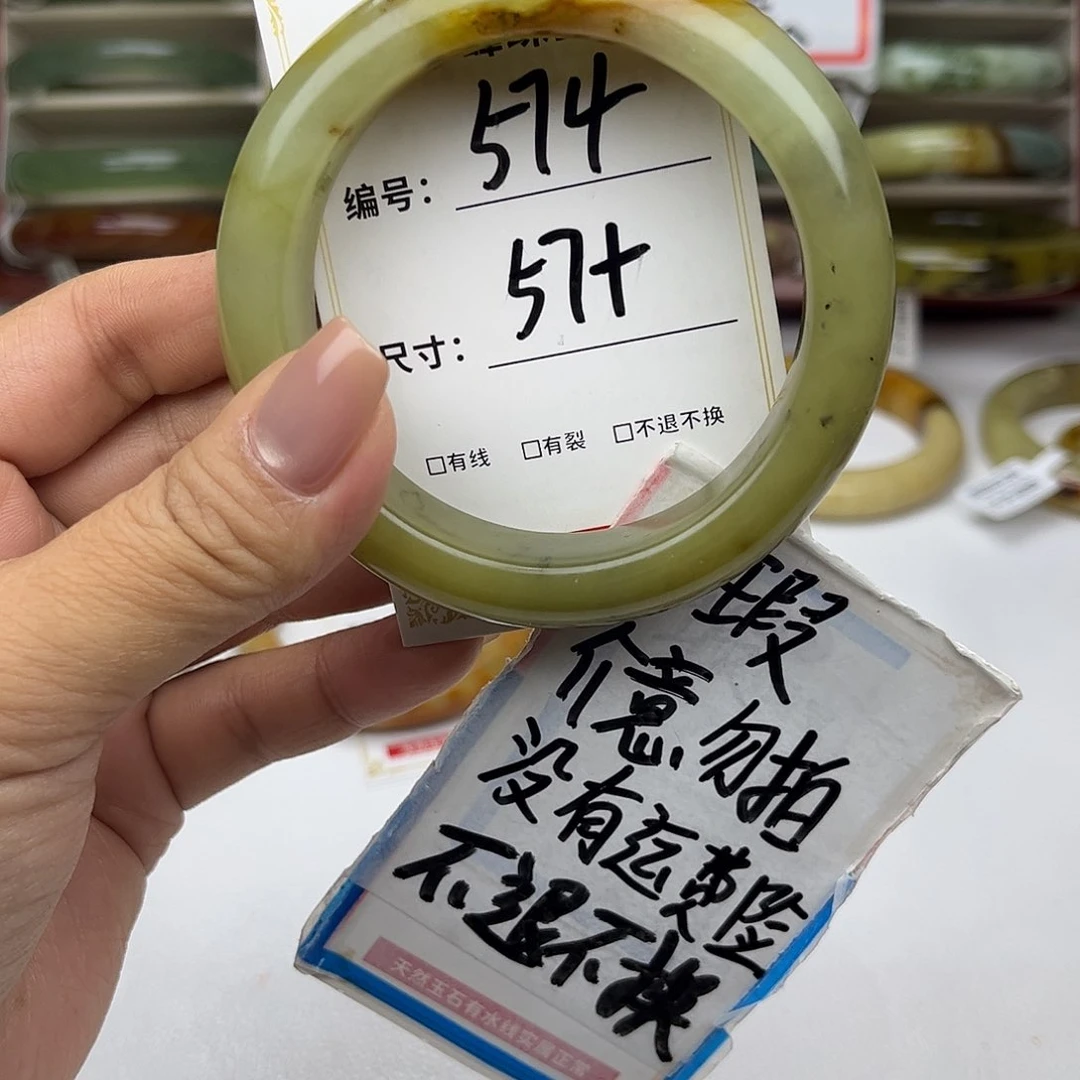 编号: 574
尺寸: 57+
□有线 □有裂 □不退不换
瑕
介意勿拍
没有运费险
不退不换
天然玉石有水线实属正常